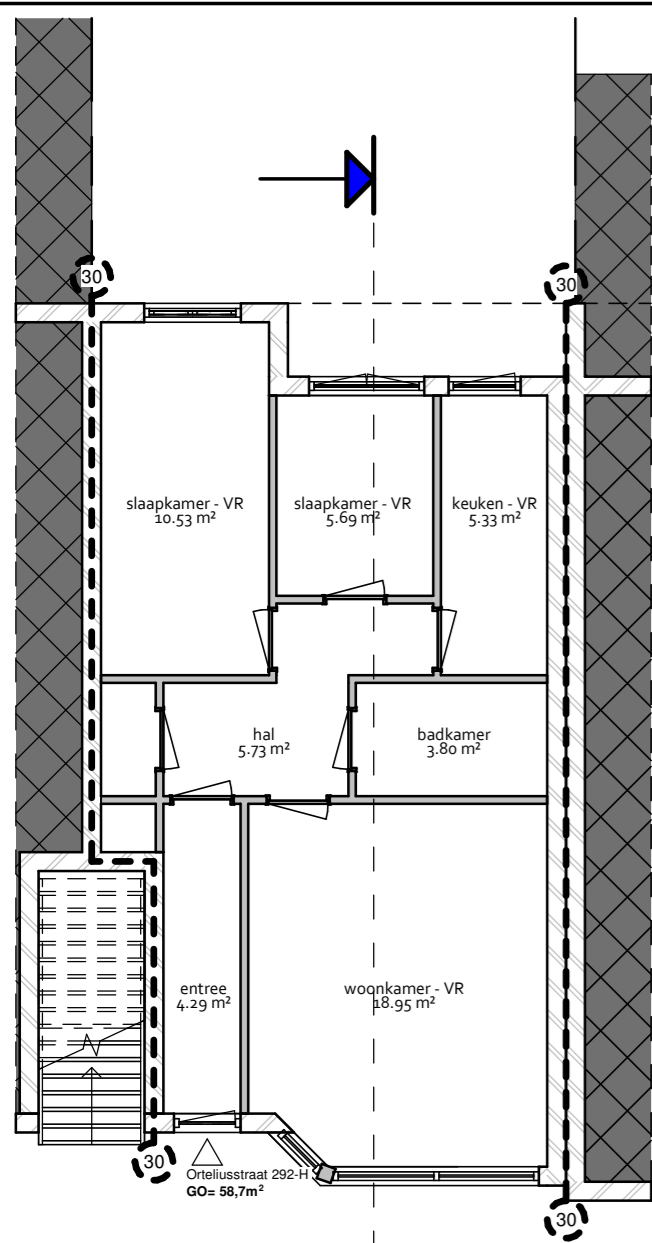 30
30
slaapkamer - VR
10.53 m²
slaapkamer - VR
5.69 m²
keuken - VR
5.33 m²
hal
5.73 m²
badkamer
3.80 m²
entree
4.29 m²
woonkamer - VR
18.95 m²
30
Orteliusstraat 292-H
GO= 58,7m²
30